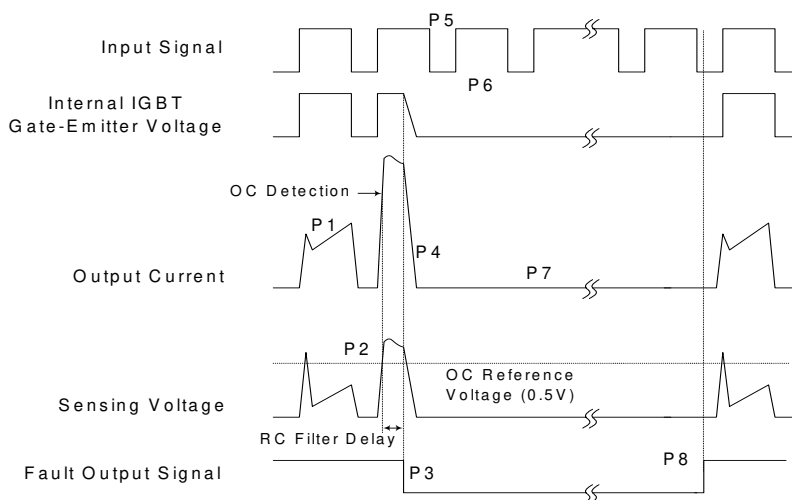 P5
Input Signal
P6
Internal IGBT
Gate-Emitter Voltage
OC Detection
P1
P4
Output Current
P7
P2
OC Reference
Voltage (0.5V)
Sensing Voltage
RC Filter Delay
Fault Output Signal
P3
P8